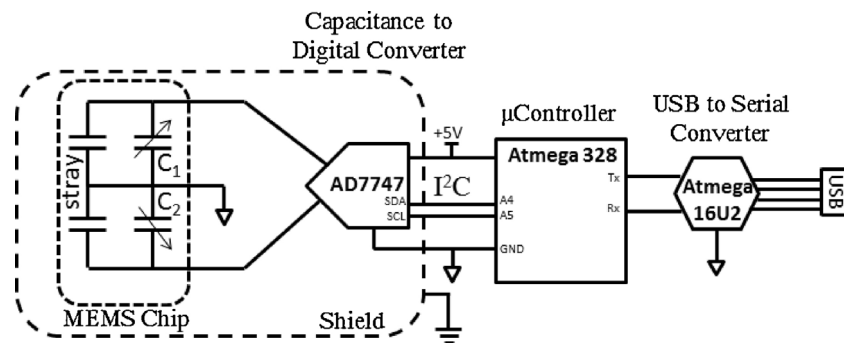 Capacitance to
Digital Converter
µController
USB to Serial
Converter
+5V
Atmega 328
stray
C1
C2
AD7747
SDA
SCL
I²C
A4
A5
GND
Tx
Rx
Atmega
16U2
USB
MEMS Chip
Shield